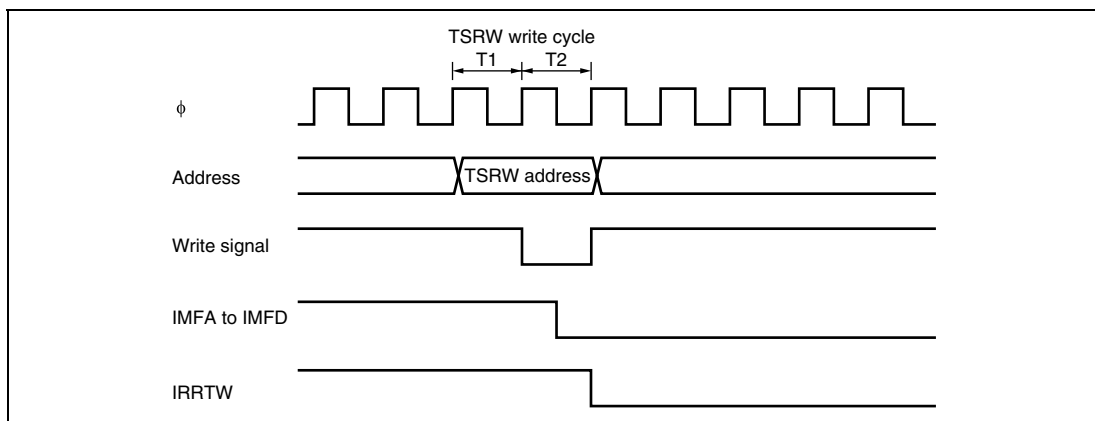 TSRW write cycle
T1 T2
ϕ
Address TSRW address
Write signal
IMFA to IMFD
IRRTW